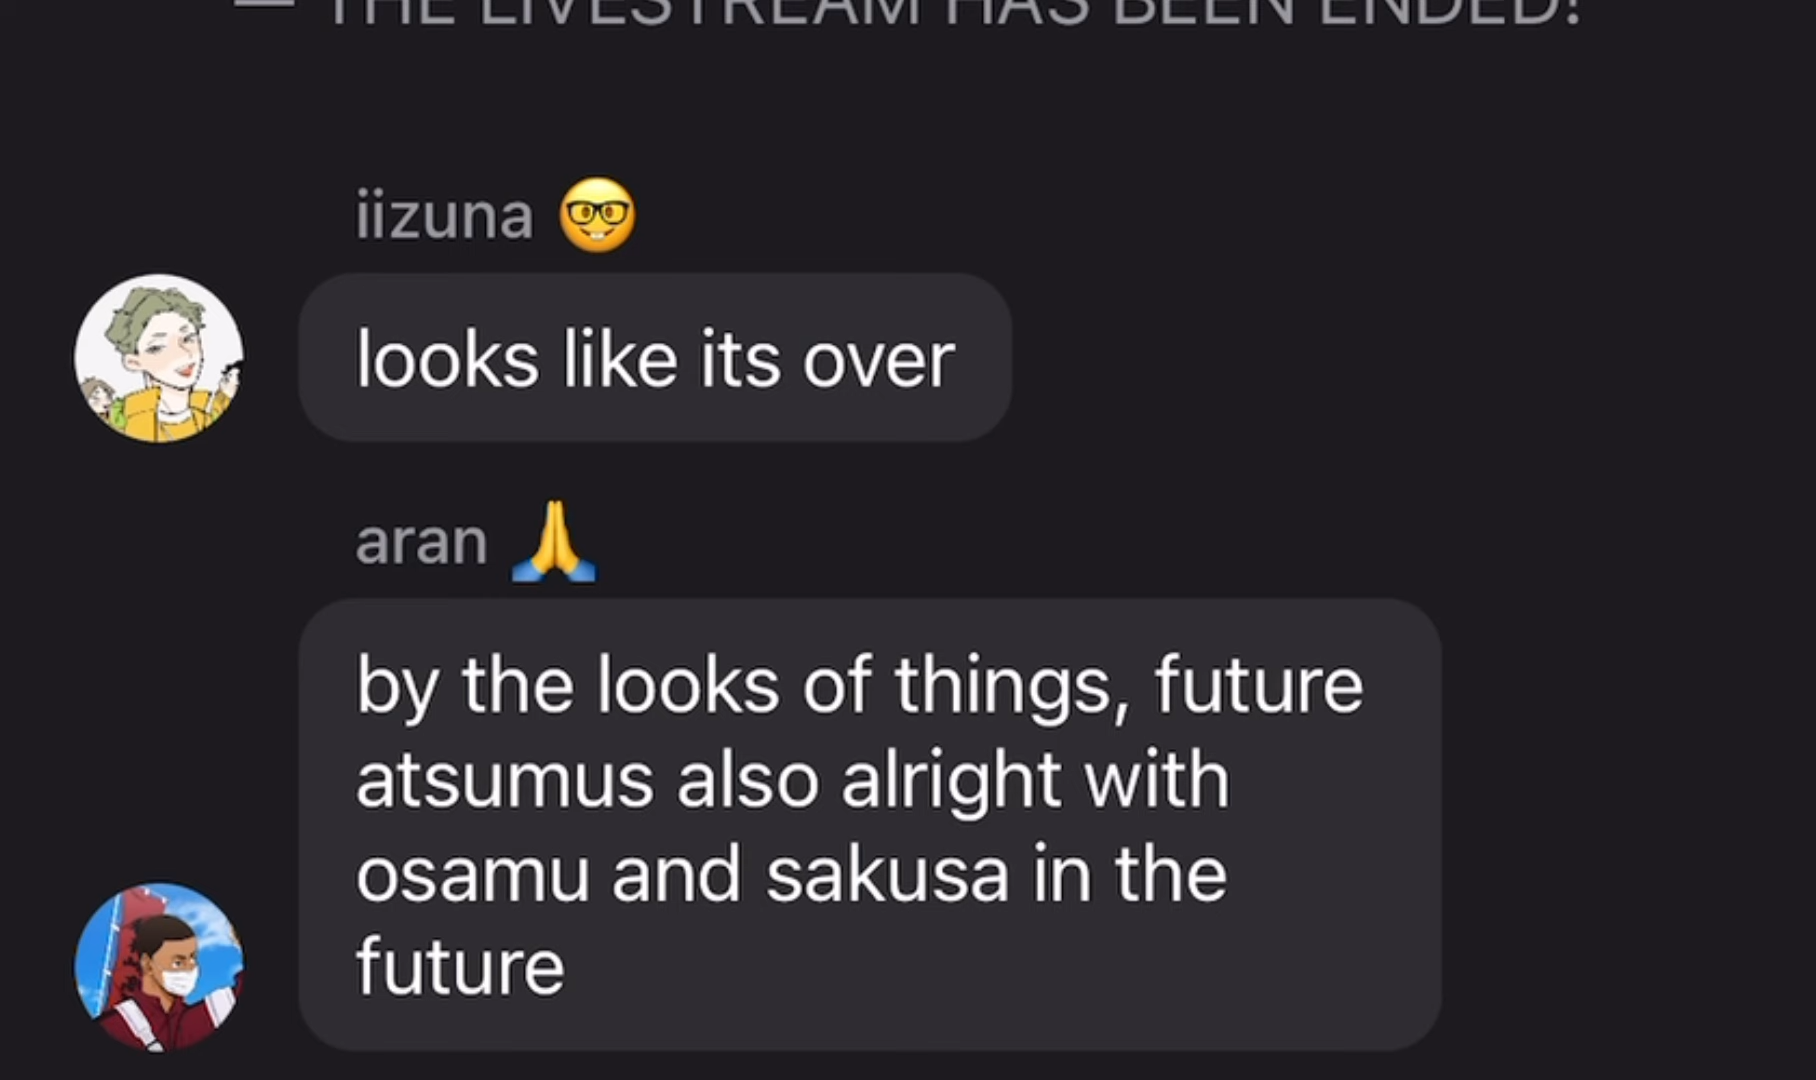 — THE LIVESTREAM HAS BEEN ENDED!
iizuna 🤓
looks like its over
aran 🙏
by the looks of things, future
atsumus also alright with
osamu and sakusa in the
future